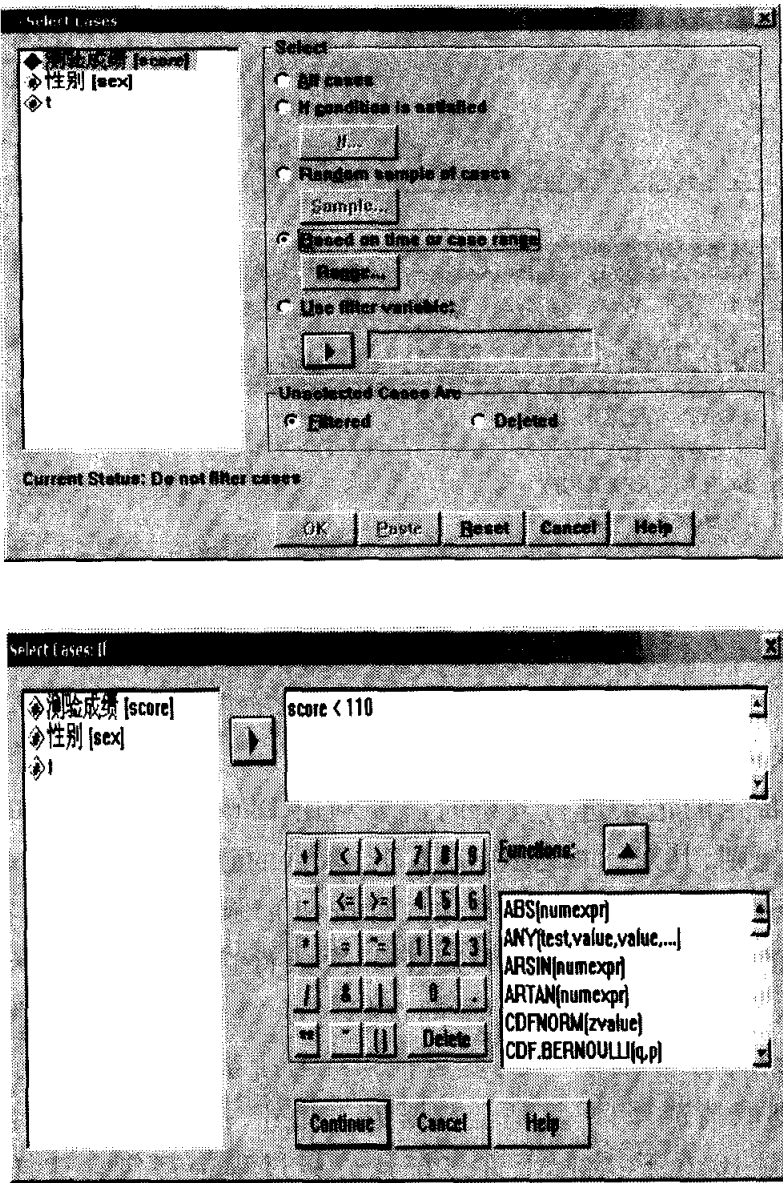 Select Cases
测验成绩 [score]
性别 [sex]
t
Select
All cases
If condition is satisfied
If...
Random sample of cases
Sample...
Based on time or case range
Range...
Use filter variable:
Unselected Cases Are
Filtered
Deleted
Current Status: Do not filter cases
OK Paste Reset Cancel Help
Select Cases: If
测验成绩 [score]
性别 [sex]
t
score < 110
+ < > 7 8 9
- <= >= 4 5 6
* = ~= 1 2 3
/ & | 0 .
** ~ () Delete
Functions:
ABS(numexpr)
ANY(test,value,value,...)
ARSIN(numexpr)
ARTAN(numexpr)
CDFNORM(zvalue)
CDF.BERNOULLI(q,p)
Continue Cancel Help